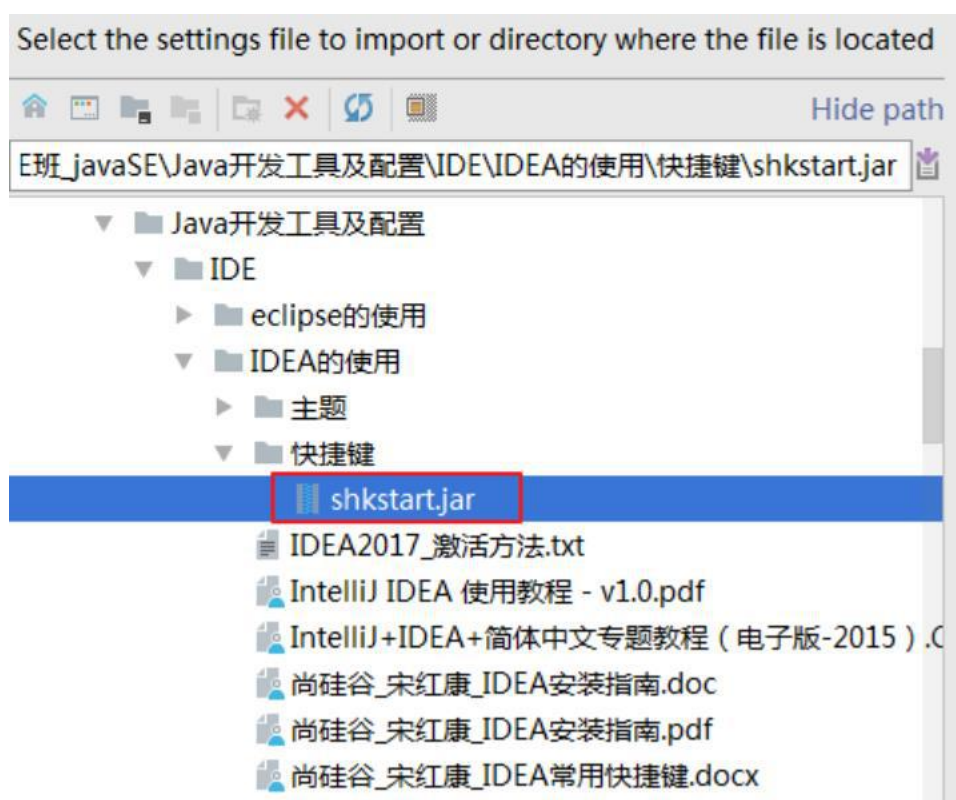 Select the settings file to import or directory where the file is located
Hide path
E班_javaSE\Java开发工具及配置\IDE\IDEA的使用\快捷键\shkstart.jar
Java开发工具及配置
IDE
eclipse的使用
IDEA的使用
主题
快捷键
shkstart.jar
IDEA2017_激活方法.txt
IntelliJ IDEA 使用教程 - v1.0.pdf
IntelliJ+IDEA+简体中文专题教程（电子版-2015）.C
尚硅谷_宋红康_IDEA安装指南.doc
尚硅谷_宋红康_IDEA安装指南.pdf
尚硅谷_宋红康_IDEA常用快捷键.docx